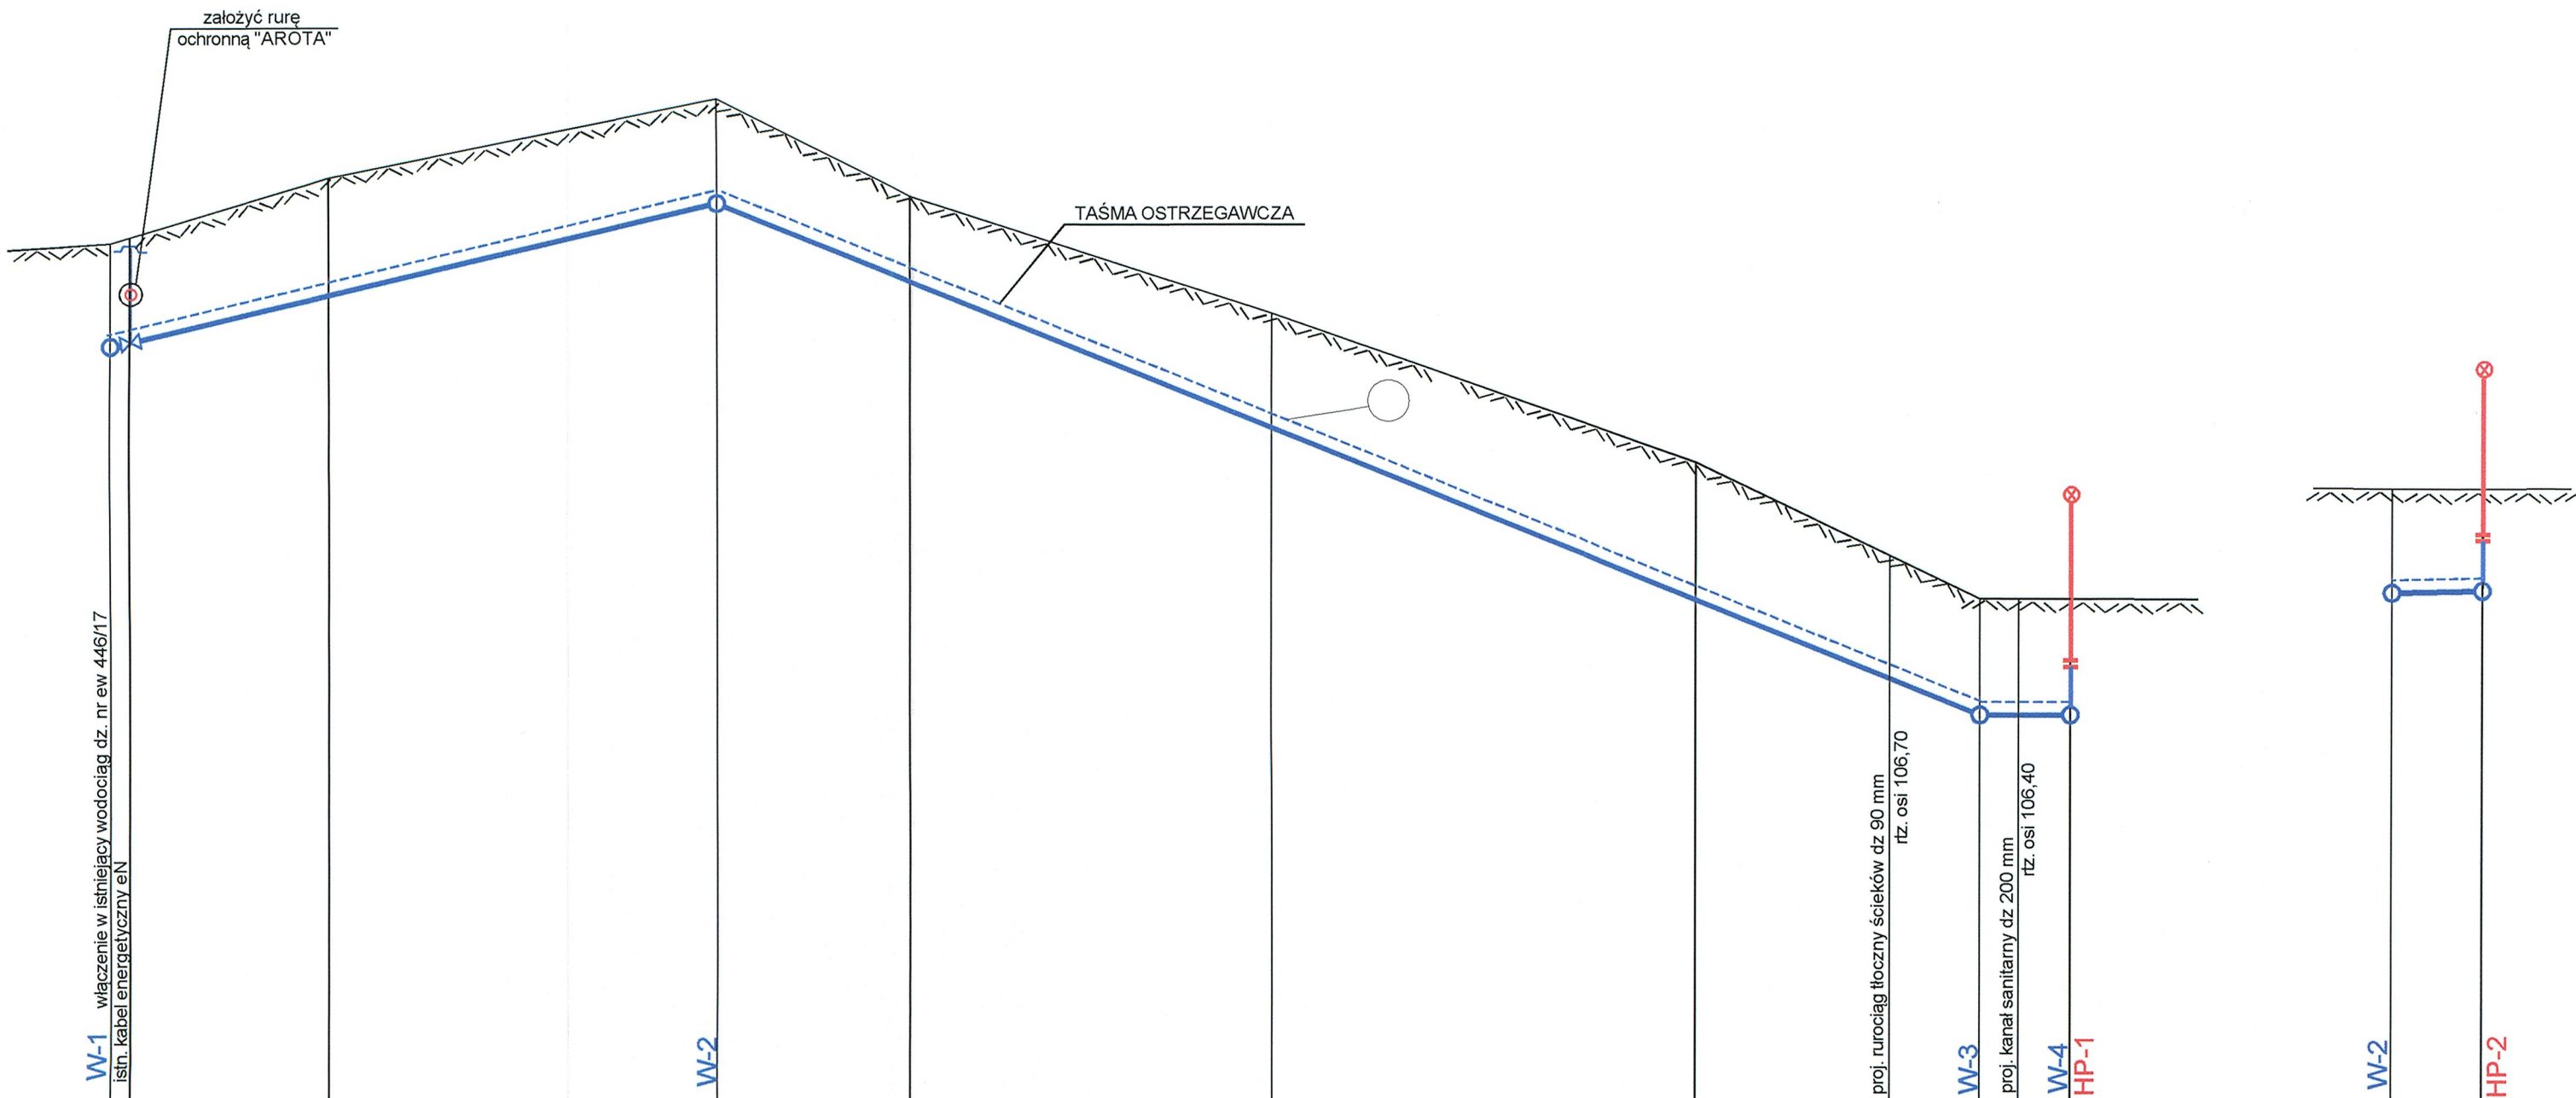 założyć rurę
ochronną "AROTA"
TAŚMA OSTRZEGAWCZA
W-1
włączenie w istniejący wodociąg dz. nr ew 446/17
istn. kabel energetyczny eN
W-2
proj. rurociąg tłoczny ścieków dz 90 mm
rtz. osi 106,70
W-3
proj. kanał sanitarny dz 200 mm
rtz. osi 106,40
W-4
HP-1
W-2
HP-2